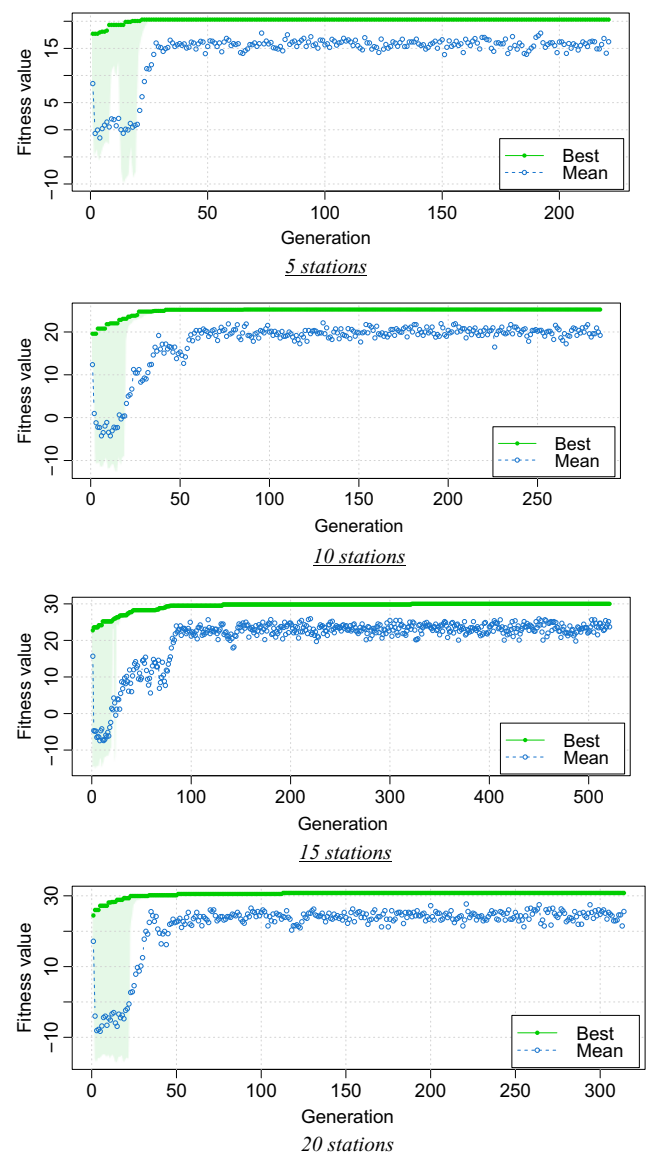 Fitness value
15
5
0
−10
Best
Mean
0
50
100
150
200
Generation
5 stations
Fitness value
20
10
0
−10
Best
Mean
0
50
100
150
200
250
Generation
10 stations
Fitness value
30
20
10
0
−10
Best
Mean
0
100
200
300
400
500
Generation
15 stations
Fitness value
30
10
−10
Best
Mean
0
50
100
150
200
250
300
Generation
20 stations